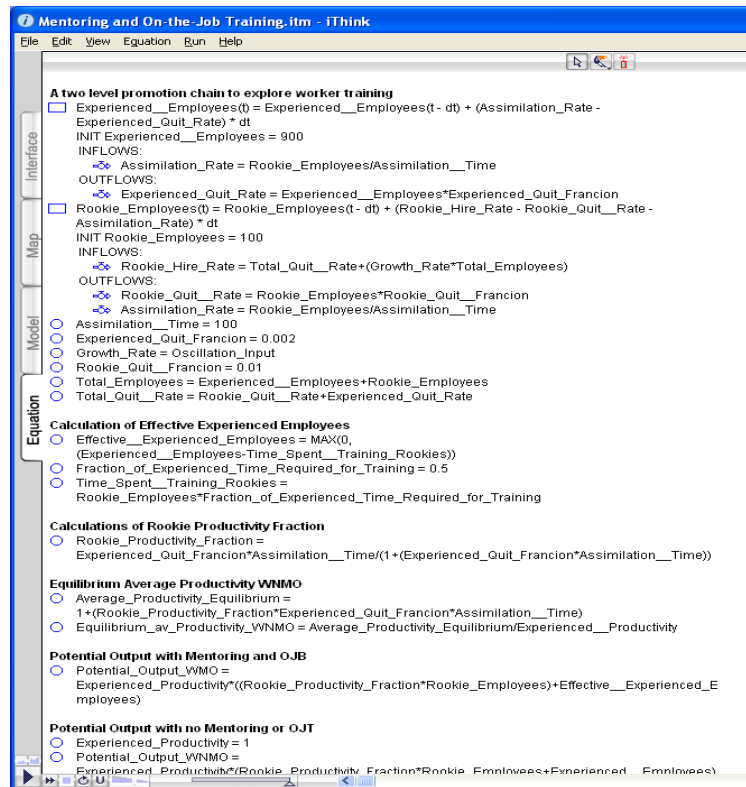 Mentoring and On-the-Job Training.itm - iThink
File Edit View Equation Run Help
A two level promotion chain to explore worker training
Experienced__Employees(t) = Experienced__Employees(t - dt) + (Assimilation_Rate -
Experienced_Quit_Rate) * dt
INIT Experienced__Employees = 900
INFLOWS:
Assimilation_Rate = Rookie_Employees/Assimilation__Time
OUTFLOWS:
Experienced_Quit_Rate = Experienced__Employees*Experienced_Quit_Francion
Rookie_Employees(t) = Rookie_Employees(t - dt) + (Rookie_Hire_Rate - Rookie_Quit__Rate -
Assimilation_Rate) * dt
INIT Rookie_Employees = 100
INFLOWS:
Rookie_Hire_Rate = Total_Quit__Rate+(Growth_Rate*Total_Employees)
OUTFLOWS:
Rookie_Quit__Rate = Rookie_Employees*Rookie_Quit__Francion
Assimilation_Rate = Rookie_Employees/Assimilation__Time
Assimilation__Time = 100
Experienced_Quit_Francion = 0.002
Growth_Rate = Oscillation_Input
Rookie_Quit__Francion = 0.01
Total_Employees = Experienced__Employees+Rookie_Employees
Total_Quit__Rate = Rookie_Quit__Rate+Experienced_Quit_Rate
Calculation of Effective Experienced Employees
Effective__Experienced_Employees = MAX(0,
(Experienced__Employees-Time_Spent__Training_Rookies))
Fraction_of_Experienced_Time_Required_for_Training = 0.5
Time_Spent__Training_Rookies =
Rookie_Employees*Fraction_of_Experienced_Time_Required_for_Training
Calculations of Rookie Productivity Fraction
Rookie_Productivity_Fraction =
Experienced_Quit_Francion*Assimilation__Time/(1+(Experienced_Quit_Francion*Assimilation__Time))
Equilibrium Average Productivity WNMO
Average_Productivity_Equilibrium =
1+(Rookie_Productivity_Fraction*Experienced_Quit_Francion*Assimilation__Time)
Equilibrium_av_Productivity_WNMO = Average_Productivity_Equilibrium/Experienced__Productivity
Potential Output with Mentoring and OJB
Potential_Output_WMO =
Experienced_Productivity*((Rookie_Productivity_Fraction*Rookie_Employees)+Effective__Experienced_E
mployees)
Potential Output with no Mentoring or OJT
Experienced_Productivity = 1
Potential_Output_WNMO =
Experienced_Productivity*(Rookie_Productivity_Fraction*Rookie_Employees+Experienced__Employees)
Interface
Map
Model
Equation